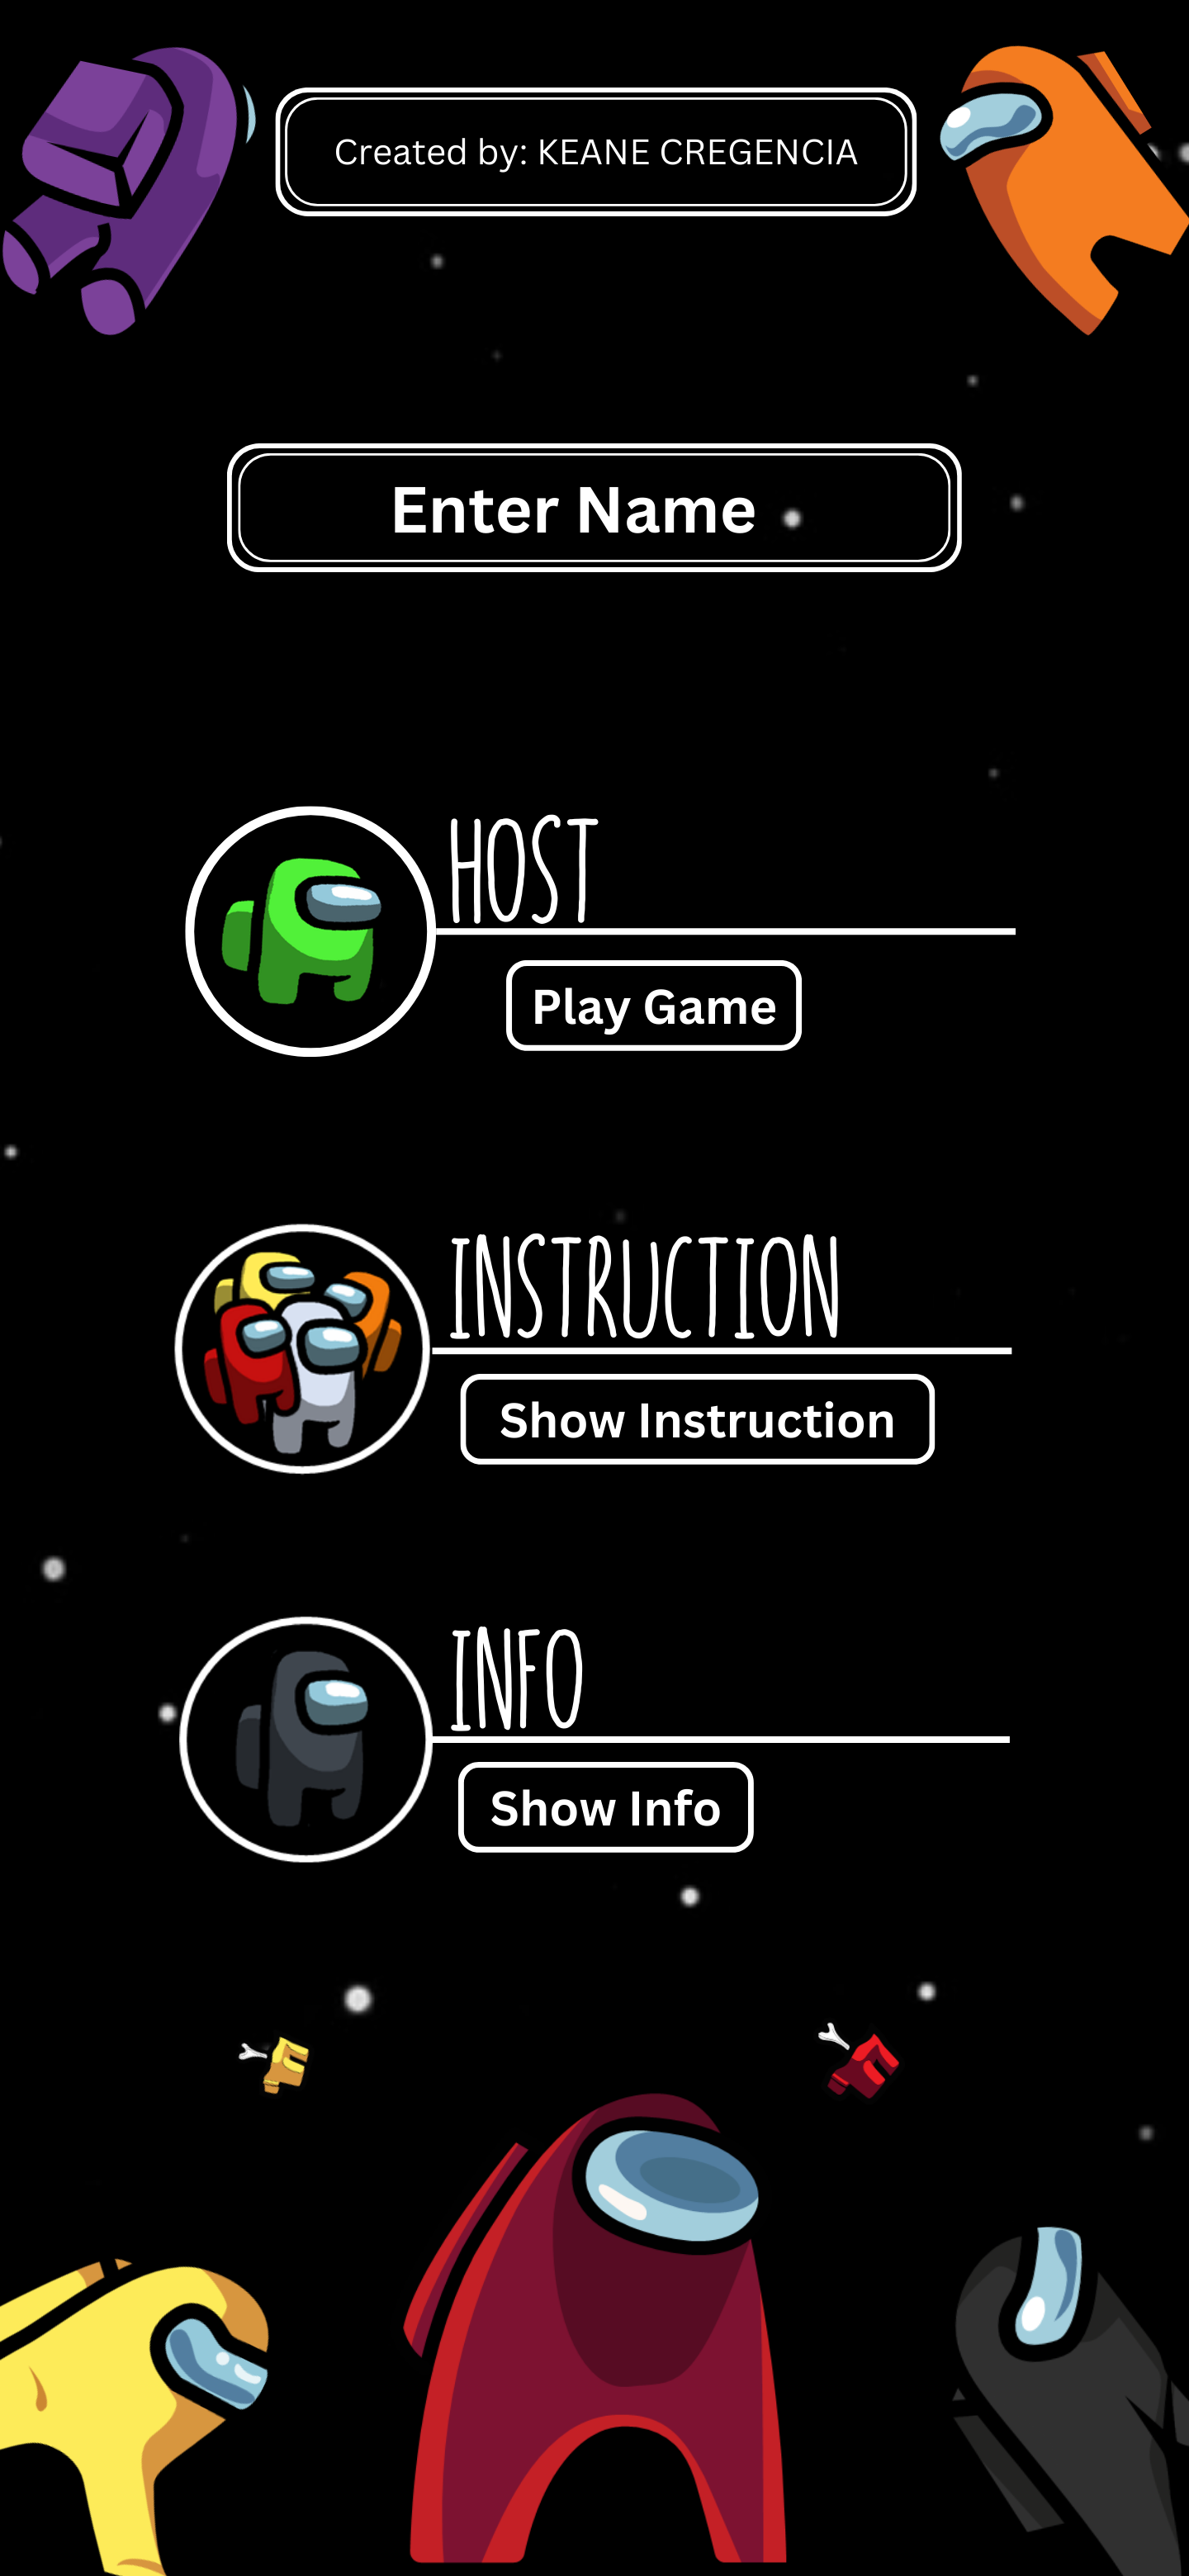 Created by: KEANE CREGENCIA
Enter Name
HOST
Play Game
INSTRUCTION
Show Instruction
INFO
Show Info